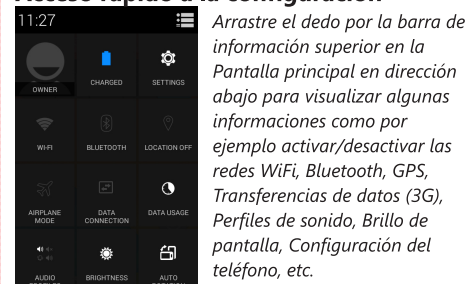 Acceso rápido a la configuración
11:27
OWNER
CHARGED
SETTINGS
WI-FI
BLUETOOTH
LOCATION OFF
AIRPLANE
MODE
DATA
CONNECTION
DATA USAGE
AUDIO
PROFILES
BRIGHTNESS
AUTO
ROTATION
Arrastre el dedo por la barra de
información superior en la
Pantalla principal en dirección
abajo para visualizar algunas
informaciones como por
ejemplo activar/desactivar las
redes WiFi, Bluetooth, GPS,
Transferencias de datos (3G),
Perfiles de sonido, Brillo de
pantalla, Configuración del
teléfono, etc.